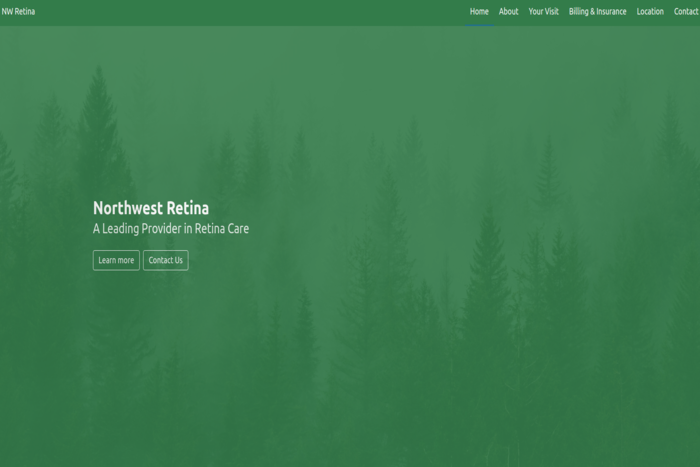 NW Retina
Home About Your Visit Billing & Insurance Location Contact
Northwest Retina
A Leading Provider in Retina Care
Learn more Contact Us